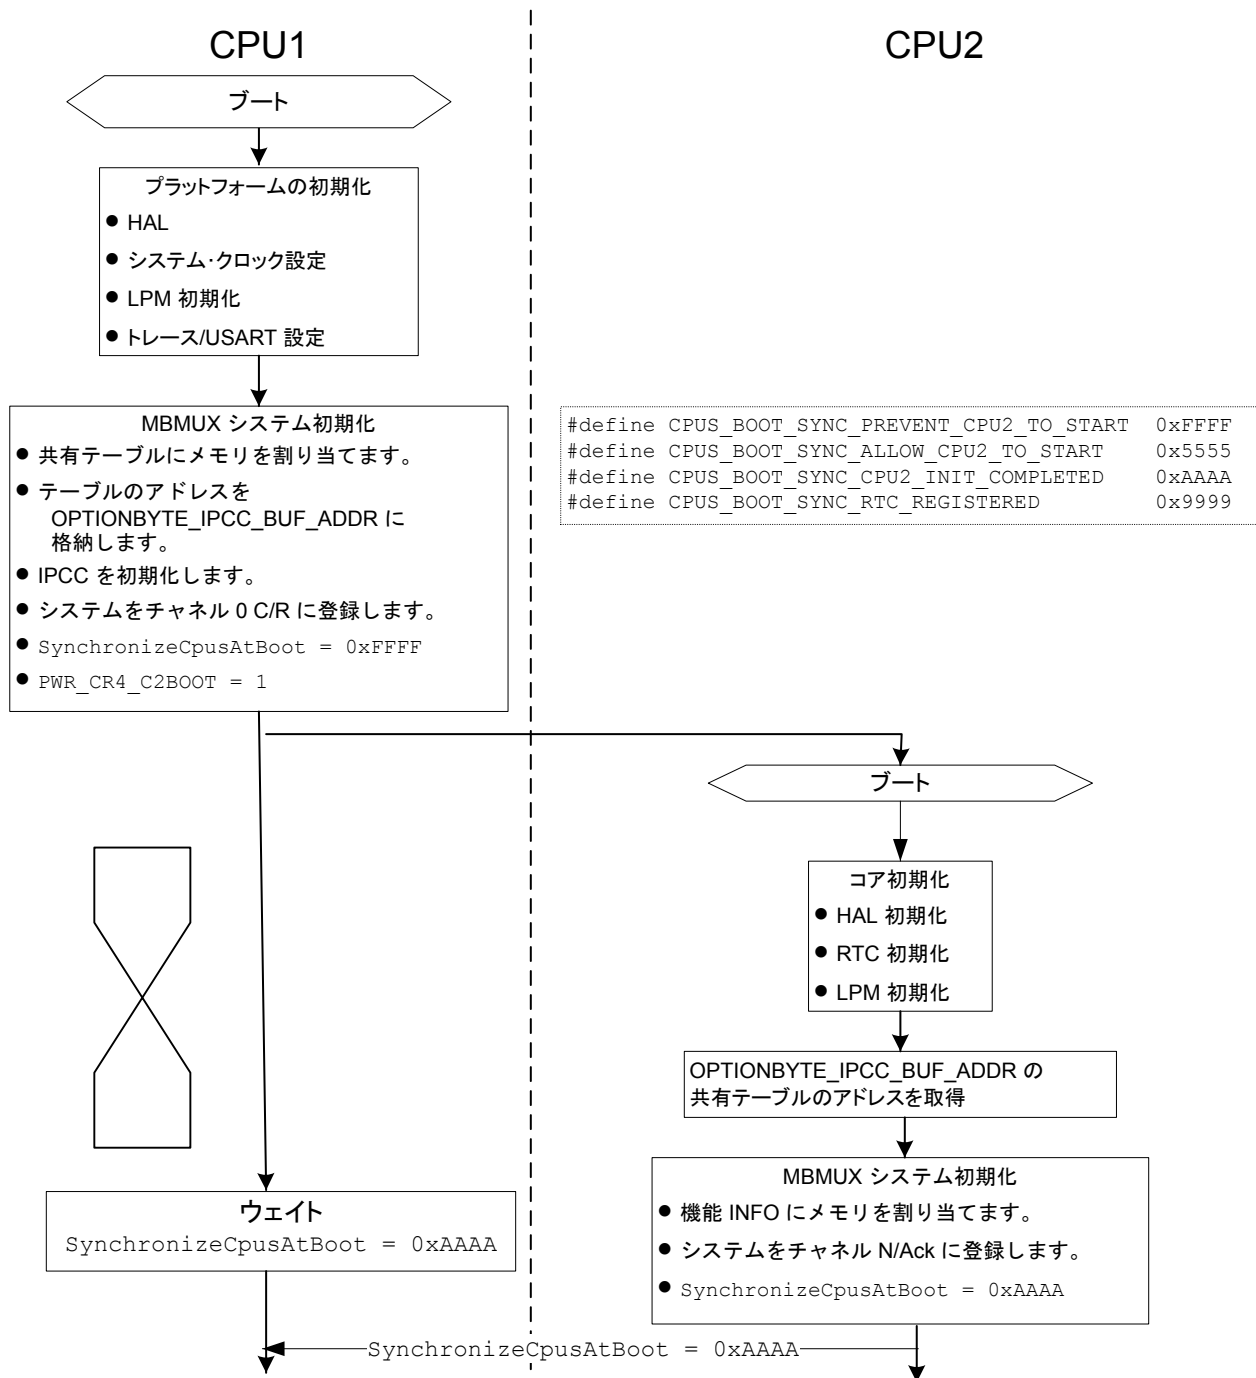 CPU1
CPU2
ブート
プラットフォームの初期化
● HAL
● システム･クロック設定
● LPM 初期化
● トレース/USART 設定
MBMUX システム初期化
● 共有テーブルにメモリを割り当てます。
● テーブルのアドレスを
OPTIONBYTE_IPCC_BUF_ADDR に
格納します。
● IPCC を初期化します。
● システムをチャネル 0 C/R に登録します。
● SynchronizeCpusAtBoot = 0xFFFF
● PWR_CR4_C2BOOT = 1
#define CPUS_BOOT_SYNC_PREVENT_CPU2_TO_START 0xFFFF
#define CPUS_BOOT_SYNC_ALLOW_CPU2_TO_START 0x5555
#define CPUS_BOOT_SYNC_CPU2_INIT_COMPLETED 0xAAAA
#define CPUS_BOOT_SYNC_RTC_REGISTERED 0x9999
ブート
コア初期化
● HAL 初期化
● RTC 初期化
● LPM 初期化
OPTIONBYTE_IPCC_BUF_ADDR の
共有テーブルのアドレスを取得
MBMUX システム初期化
● 機能 INFO にメモリを割り当てます。
● システムをチャネル N/Ack に登録します。
● SynchronizeCpusAtBoot = 0xAAAA
ウェイト
SynchronizeCpusAtBoot = 0xAAAA
SynchronizeCpusAtBoot = 0xAAAA